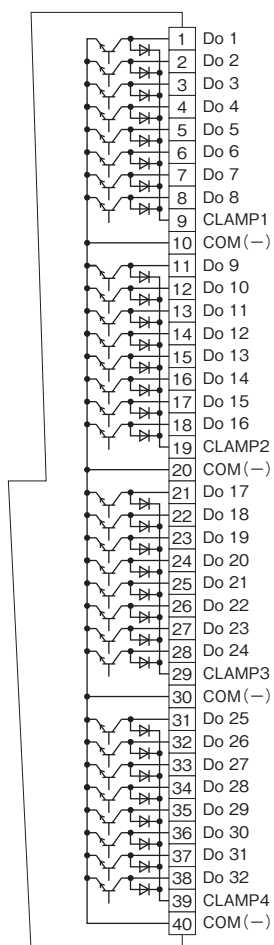 1 Do 1
2 Do 2
3 Do 3
4 Do 4
5 Do 5
6 Do 6
7 Do 7
8 Do 8
9 CLAMP1
10 COM(−)
11 Do 9
12 Do 10
13 Do 11
14 Do 12
15 Do 13
16 Do 14
17 Do 15
18 Do 16
19 CLAMP2
20 COM(−)
21 Do 17
22 Do 18
23 Do 19
24 Do 20
25 Do 21
26 Do 22
27 Do 23
28 Do 24
29 CLAMP3
30 COM(−)
31 Do 25
32 Do 26
33 Do 27
34 Do 28
35 Do 29
36 Do 30
37 Do 31
38 Do 32
39 CLAMP4
40 COM(−)